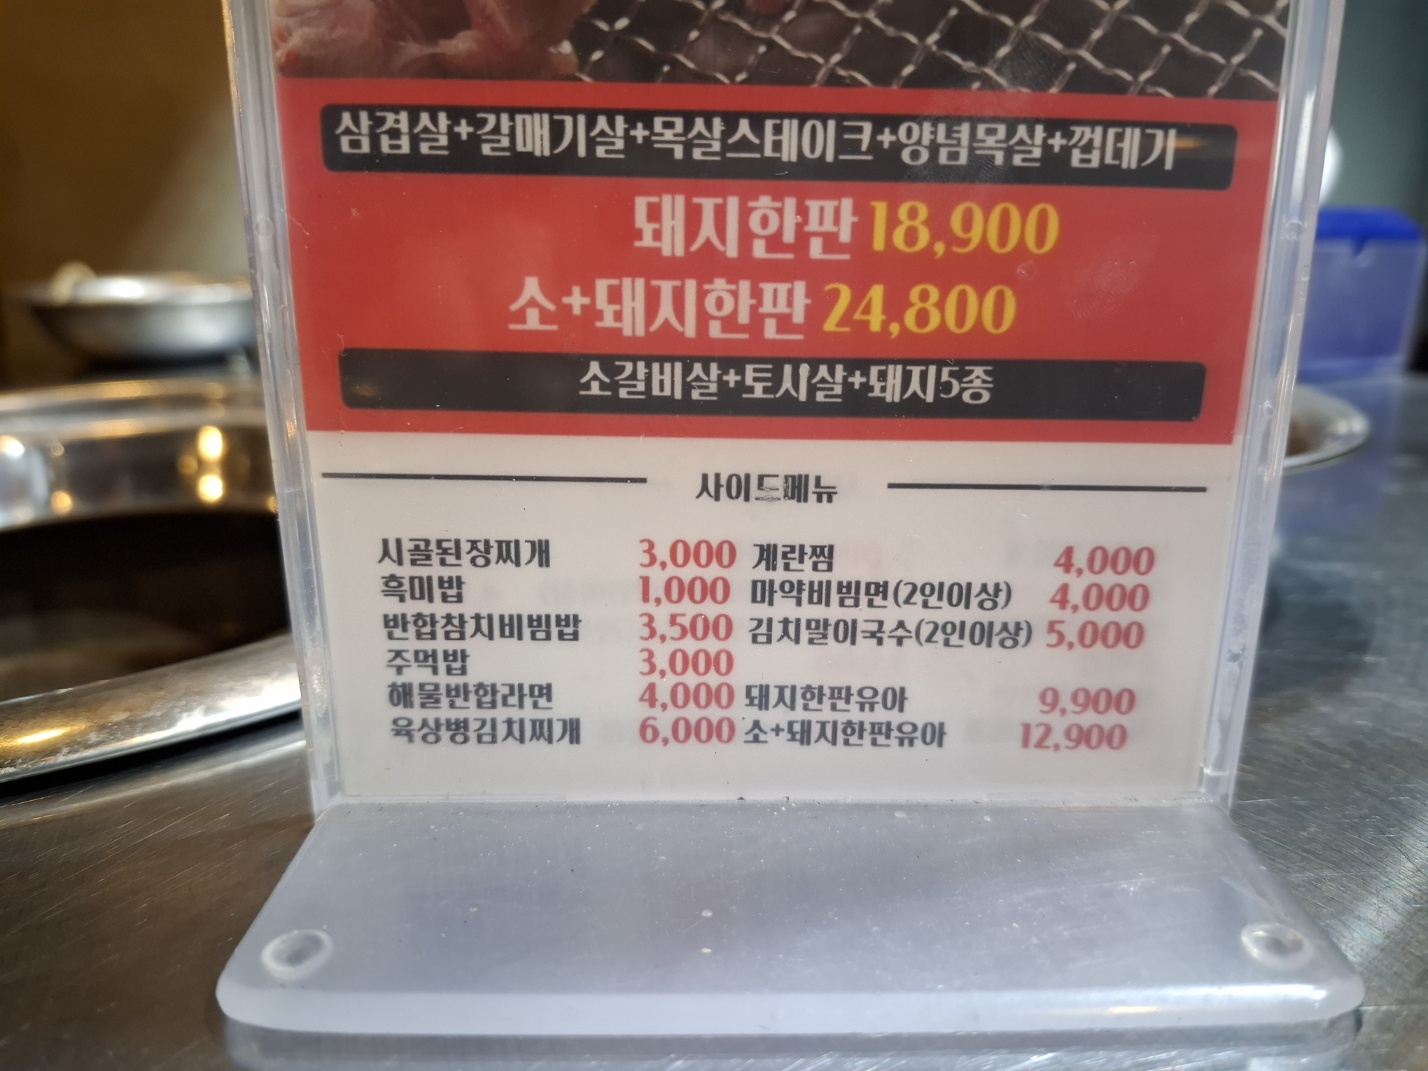 삼겹살+갈매기살+목살스테이크+양념목살+껍데기
돼지한판 18,900
소+돼지한판 24,800
소갈비살+토시살+돼지5종
사이드메뉴
시골된장찌개 3,000 계란찜 4,000
흑미밥 1,000 마약비빔면(2인이상) 4,000
반합참치비빔밥 3,500 김치말이국수(2인이상) 5,000
주먹밥 3,000
해물반합라면 4,000 돼지한판유아 9,900
육상병김치찌개 6,000 소+돼지한판유아 12,900